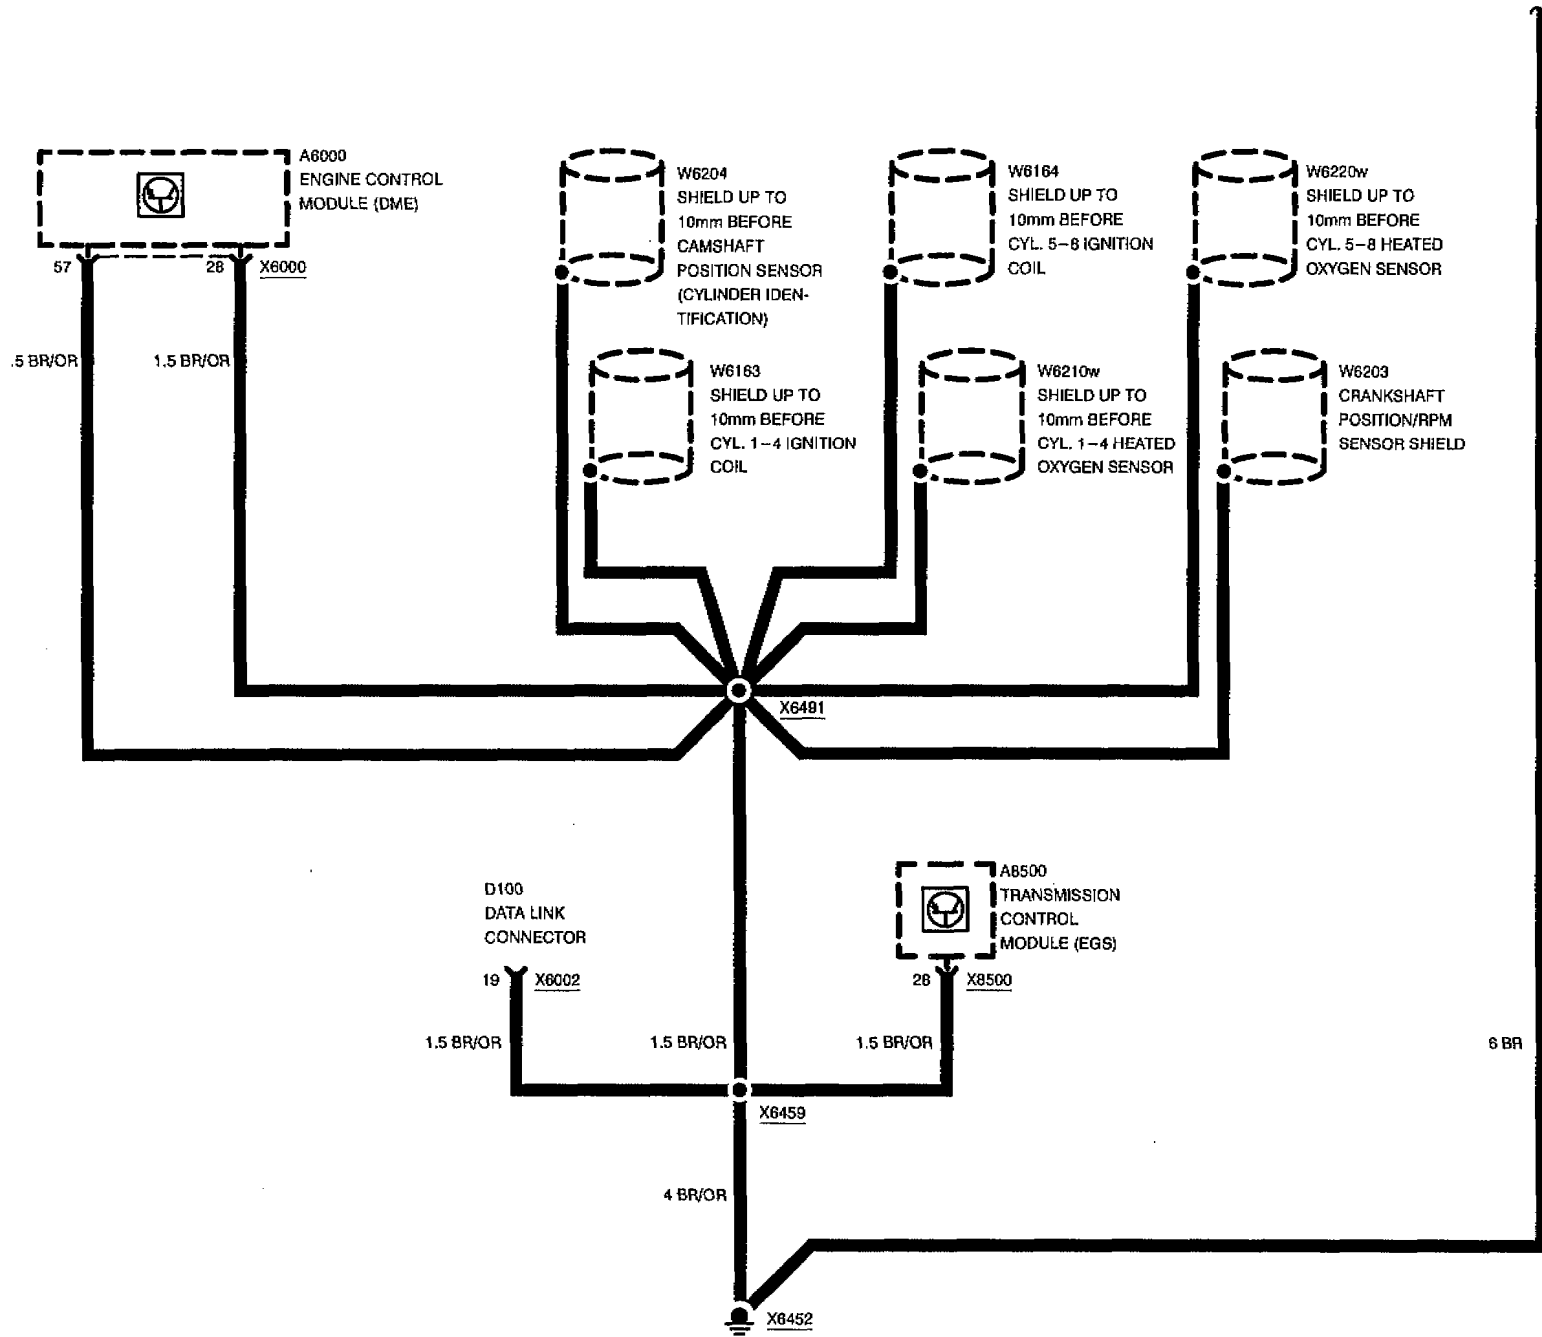 A6000
ENGINE CONTROL
MODULE (DME)
57
28
X6000
.5 BR/OR
1.5 BR/OR
W6204
SHIELD UP TO
10mm BEFORE
CAMSHAFT
POSITION SENSOR
(CYLINDER IDEN-
TIFICATION)
W6164
SHIELD UP TO
10mm BEFORE
CYL. 5-8 IGNITION
COIL
W6220w
SHIELD UP TO
10mm BEFORE
CYL. 5-8 HEATED
OXYGEN SENSOR
W6163
SHIELD UP TO
10mm BEFORE
CYL. 1-4 IGNITION
COIL
W6210w
SHIELD UP TO
10mm BEFORE
CYL. 1-4 HEATED
OXYGEN SENSOR
W6203
CRANKSHAFT
POSITION/RPM
SENSOR SHIELD
X6491
D100
DATA LINK
CONNECTOR
19
X6002
A8500
TRANSMISSION
CONTROL
MODULE (EGS)
28
X8500
1.5 BR/OR
1.5 BR/OR
1.5 BR/OR
6 BR
X6459
4 BR/OR
X6452